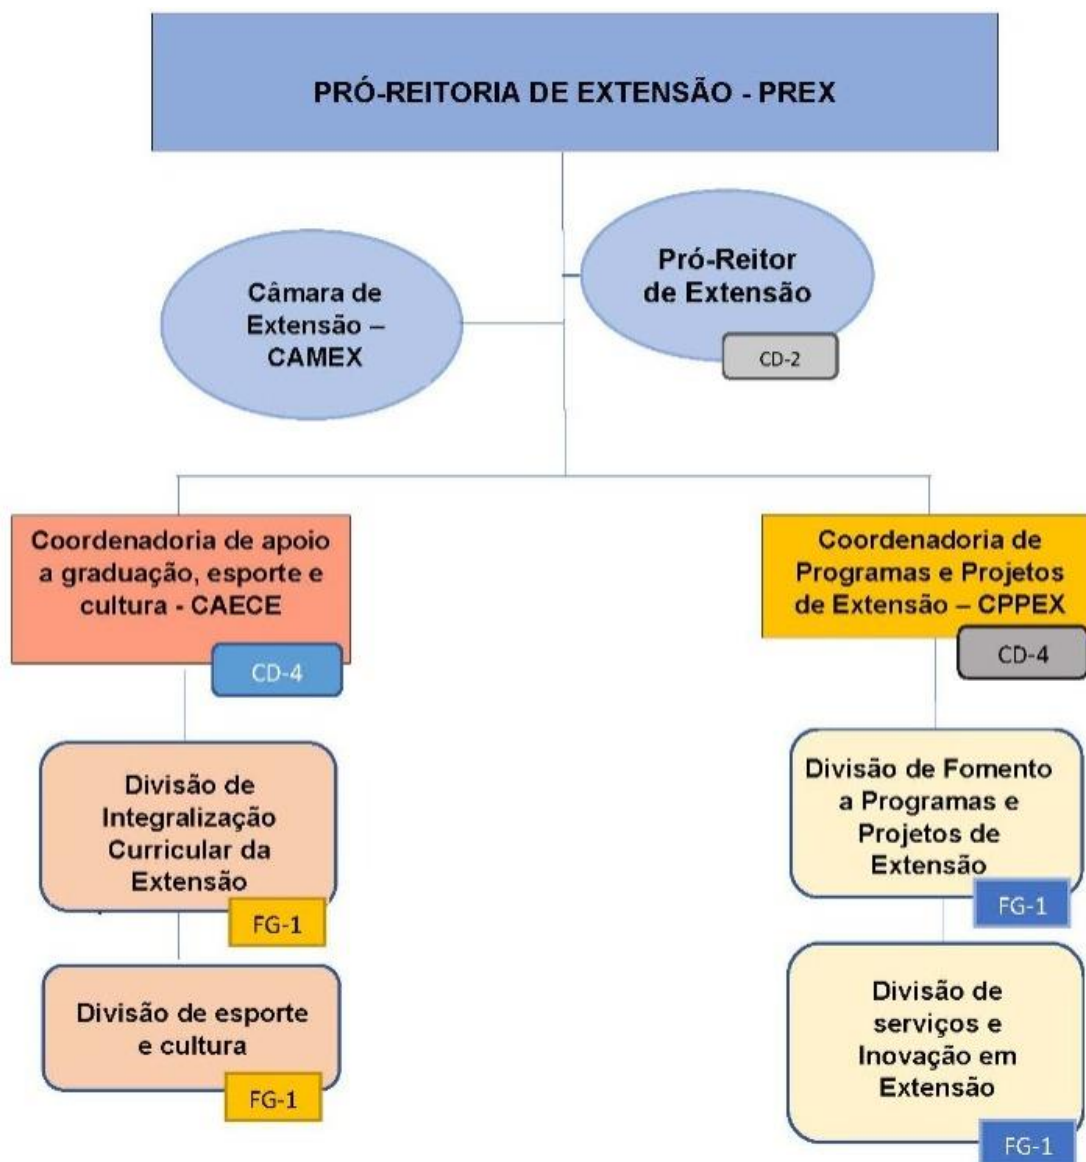 PRÓ-REITORIA DE EXTENSÃO - PREX
Pró-Reitor
de Extensão
CD-2
Câmara de
Extensão –
CAMEX
Coordenadoria de apoio
a graduação, esporte e
cultura - CAECE
CD-4
Divisão de
Integralização
Curricular da
Extensão
FG-1
Divisão de esporte
e cultura
FG-1
Coordenadoria de
Programas e Projetos
de Extensão – CPPEX
CD-4
Divisão de Fomento
a Programas e
Projetos de
Extensão
FG-1
Divisão de
serviços e
Inovação em
Extensão
FG-1